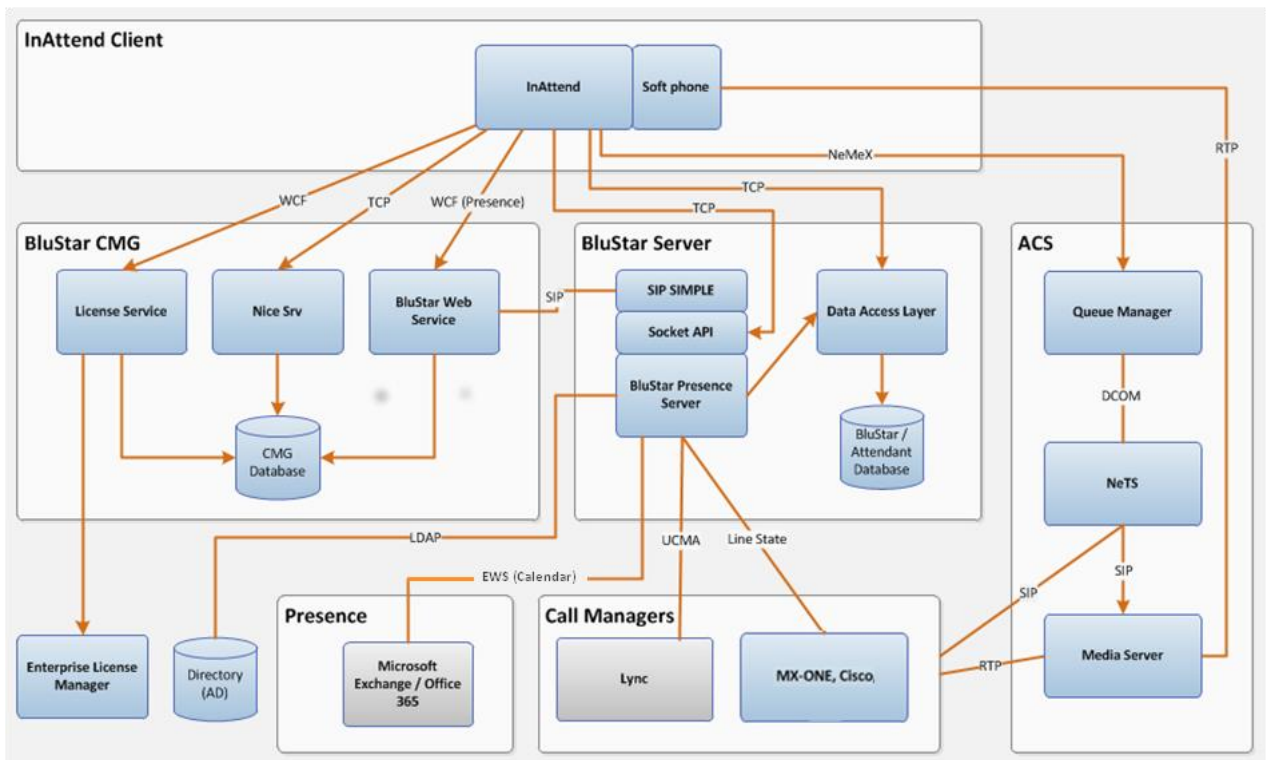 InAttend Client
InAttend
Soft phone
NeMeX
RTP
WCF
TCP
WCF (Presence)
TCP
TCP
BluStar CMG
BluStar Server
ACS
License Service
Nice Srv
BluStar Web
Service
SIP
SIP SIMPLE
Socket API
BluStar Presence
Server
Data Access Layer
Queue Manager
DCOM
CMG
Database
BluStar /
Attendant
Database
NeTS
LDAP
UCMA
Line State
EWS (Calendar)
SIP
SIP
Presence
Call Managers
Enterprise License
Manager
Directory
(AD)
Microsoft
Exchange / Office
365
Lync
MX-ONE, Cisco,
RTP
Media Server